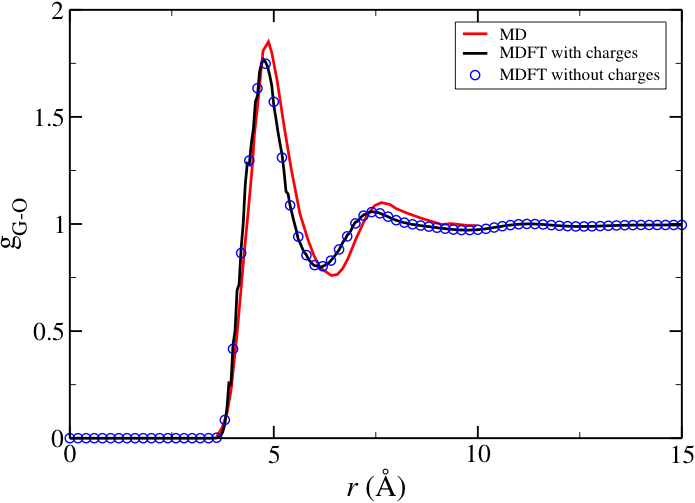 2
MD
MDFT with charges
MDFT without charges
1.5
g_G-O
1
0.5
0
0 5 10 15
r (Å)